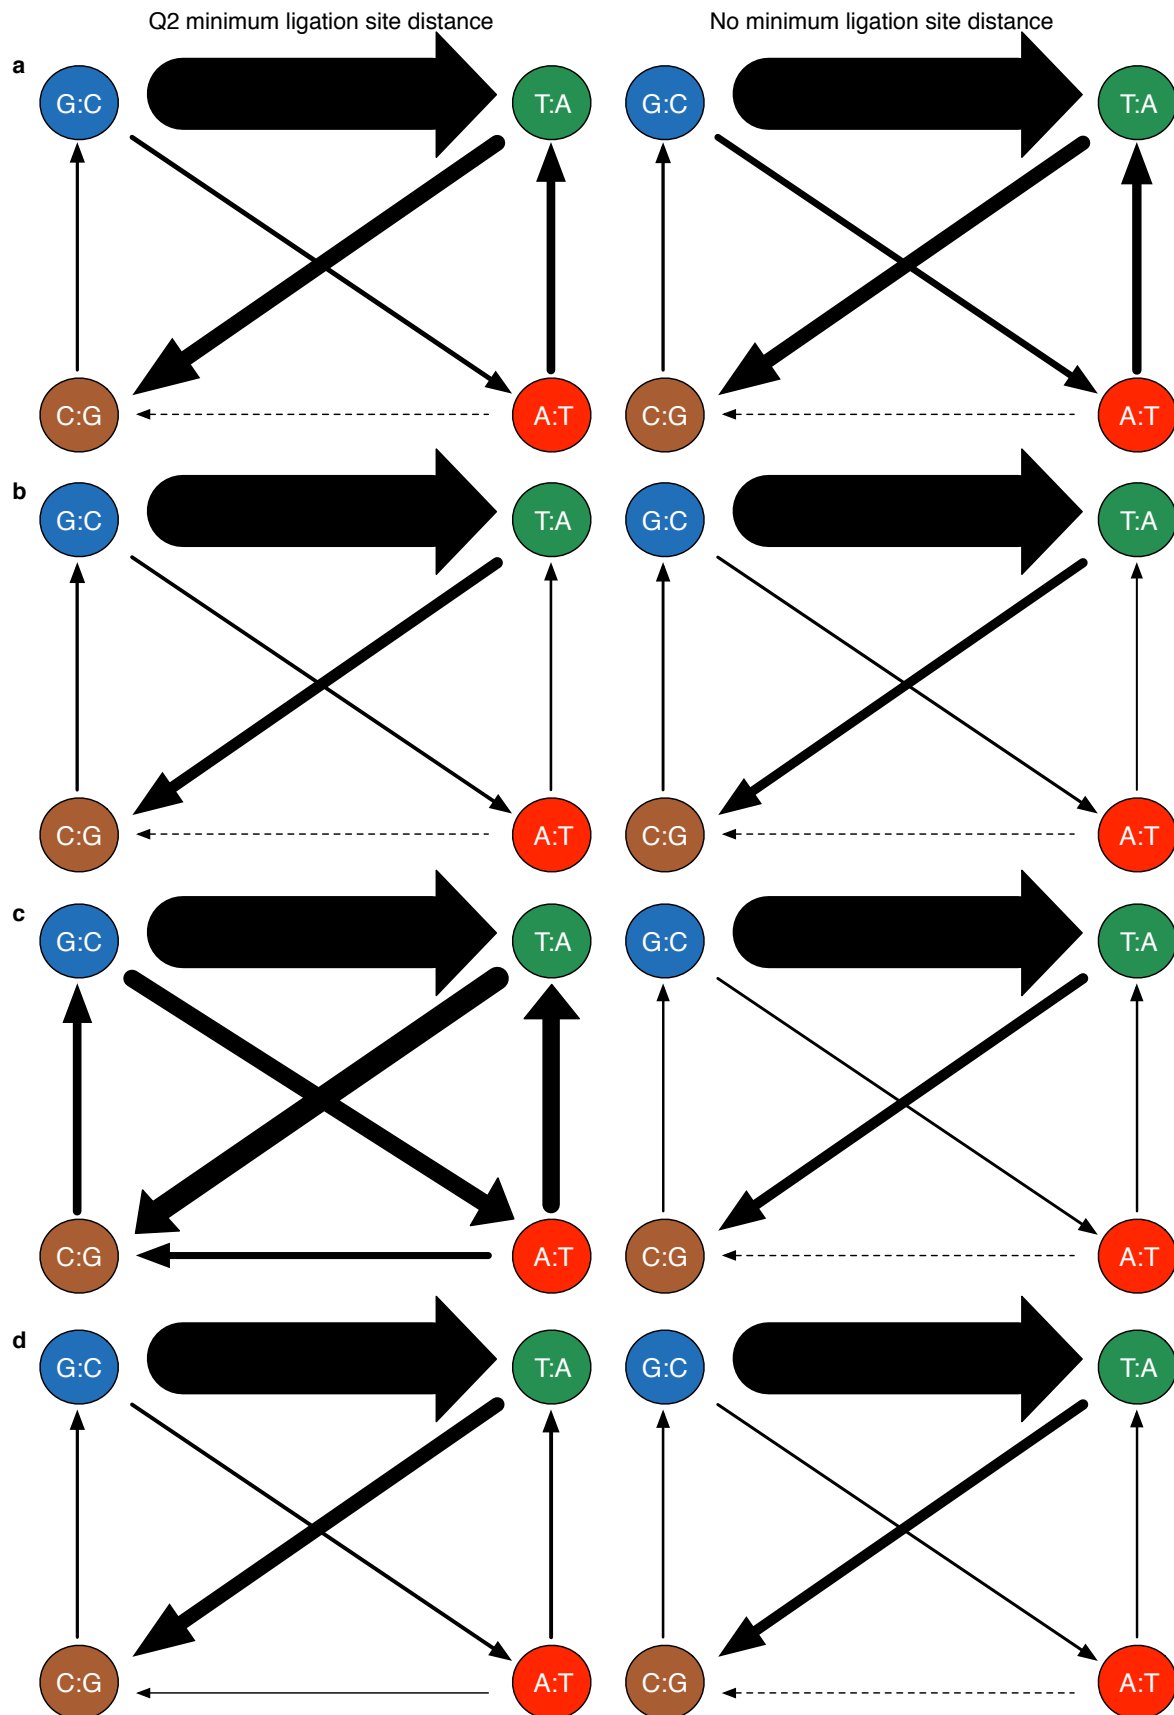 Q2 minimum ligation site distance No minimum ligation site distance
a
G:C T:A G:C T:A
C:G A:T C:G A:T
b
G:C T:A G:C T:A
C:G A:T C:G A:T
c
G:C T:A G:C T:A
C:G A:T C:G A:T
d
G:C T:A G:C T:A
C:G A:T C:G A:T